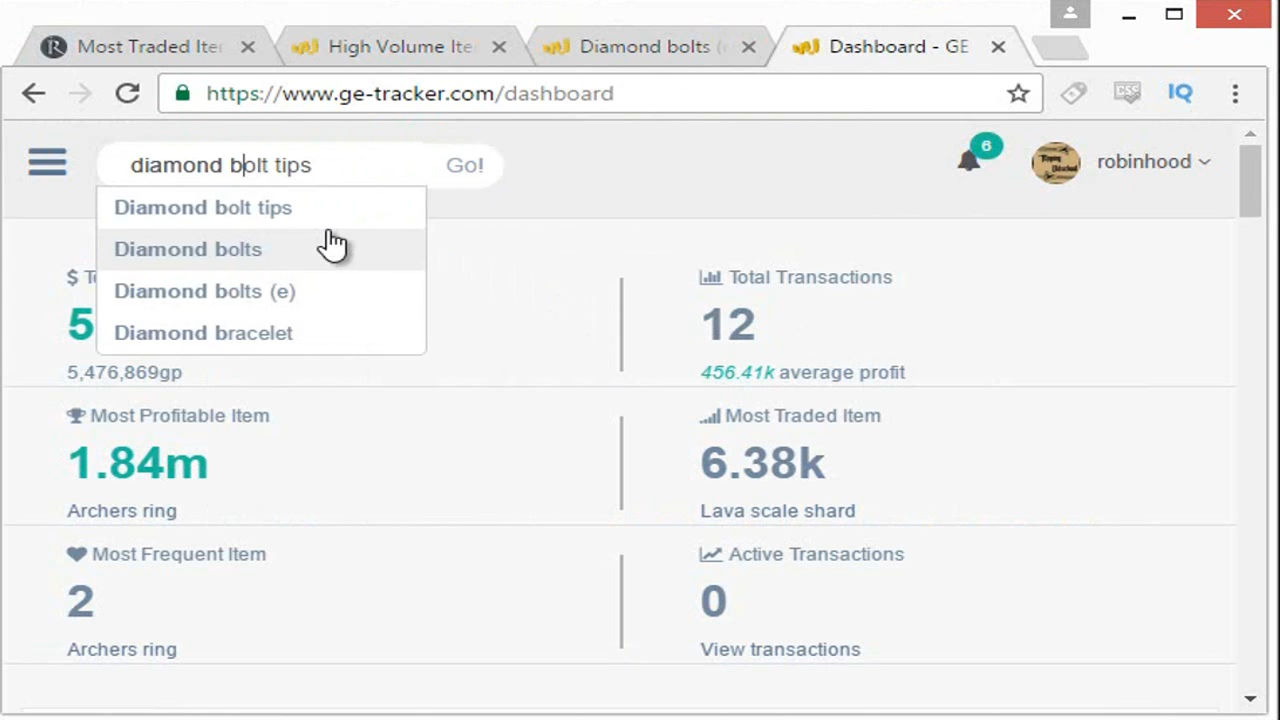 Most Traded Ite
High Volume Ite
Diamond bolts (
Dashboard - GE
https://www.ge-tracker.com/dashboard
CSS
IQ
diamond bolt tips
Go!
6
robinhood
Diamond bolt tips
Diamond bolts
Diamond bolts (e)
Diamond bracelet
$ T
5
5,476,869gp
Total Transactions
12
456.41k average profit
Most Profitable Item
1.84m
Archers ring
Most Traded Item
6.38k
Lava scale shard
Most Frequent Item
2
Archers ring
Active Transactions
0
View transactions